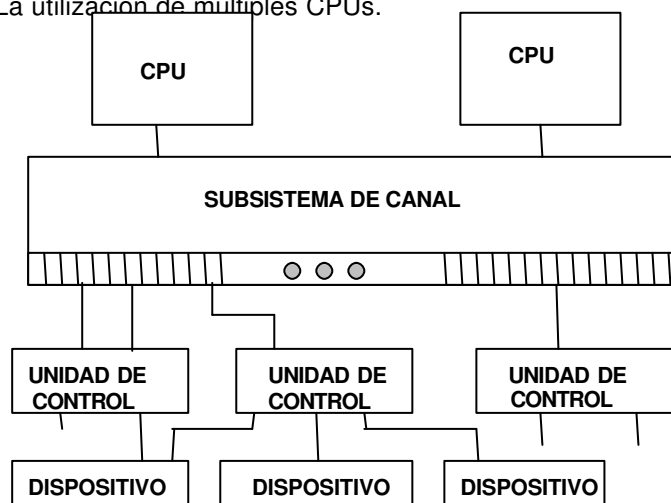 La utilización de múltiples CPUs.
CPU
CPU
SUBSISTEMA DE CANAL
UNIDAD DE
CONTROL
UNIDAD DE
CONTROL
UNIDAD DE
CONTROL
DISPOSITIVO
DISPOSITIVO
DISPOSITIVO